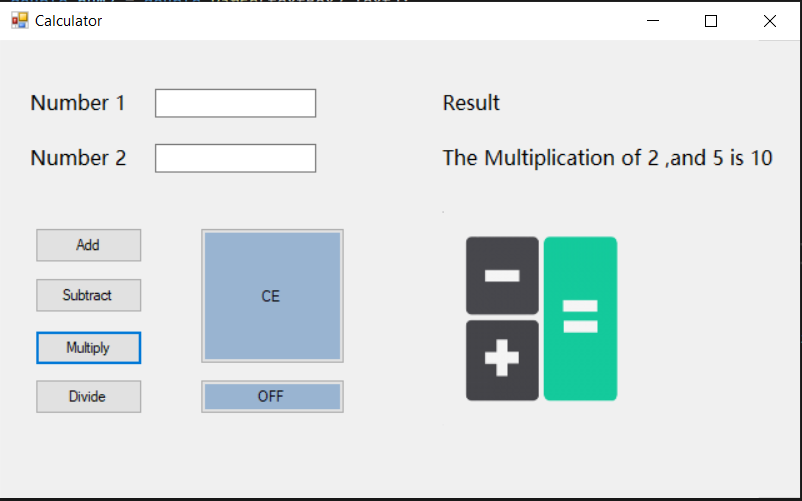 Calculator
Number 1
Result
Number 2
The Multiplication of 2 ,and 5 is 10
Add
Subtract
CE
Multiply
Divide
OFF